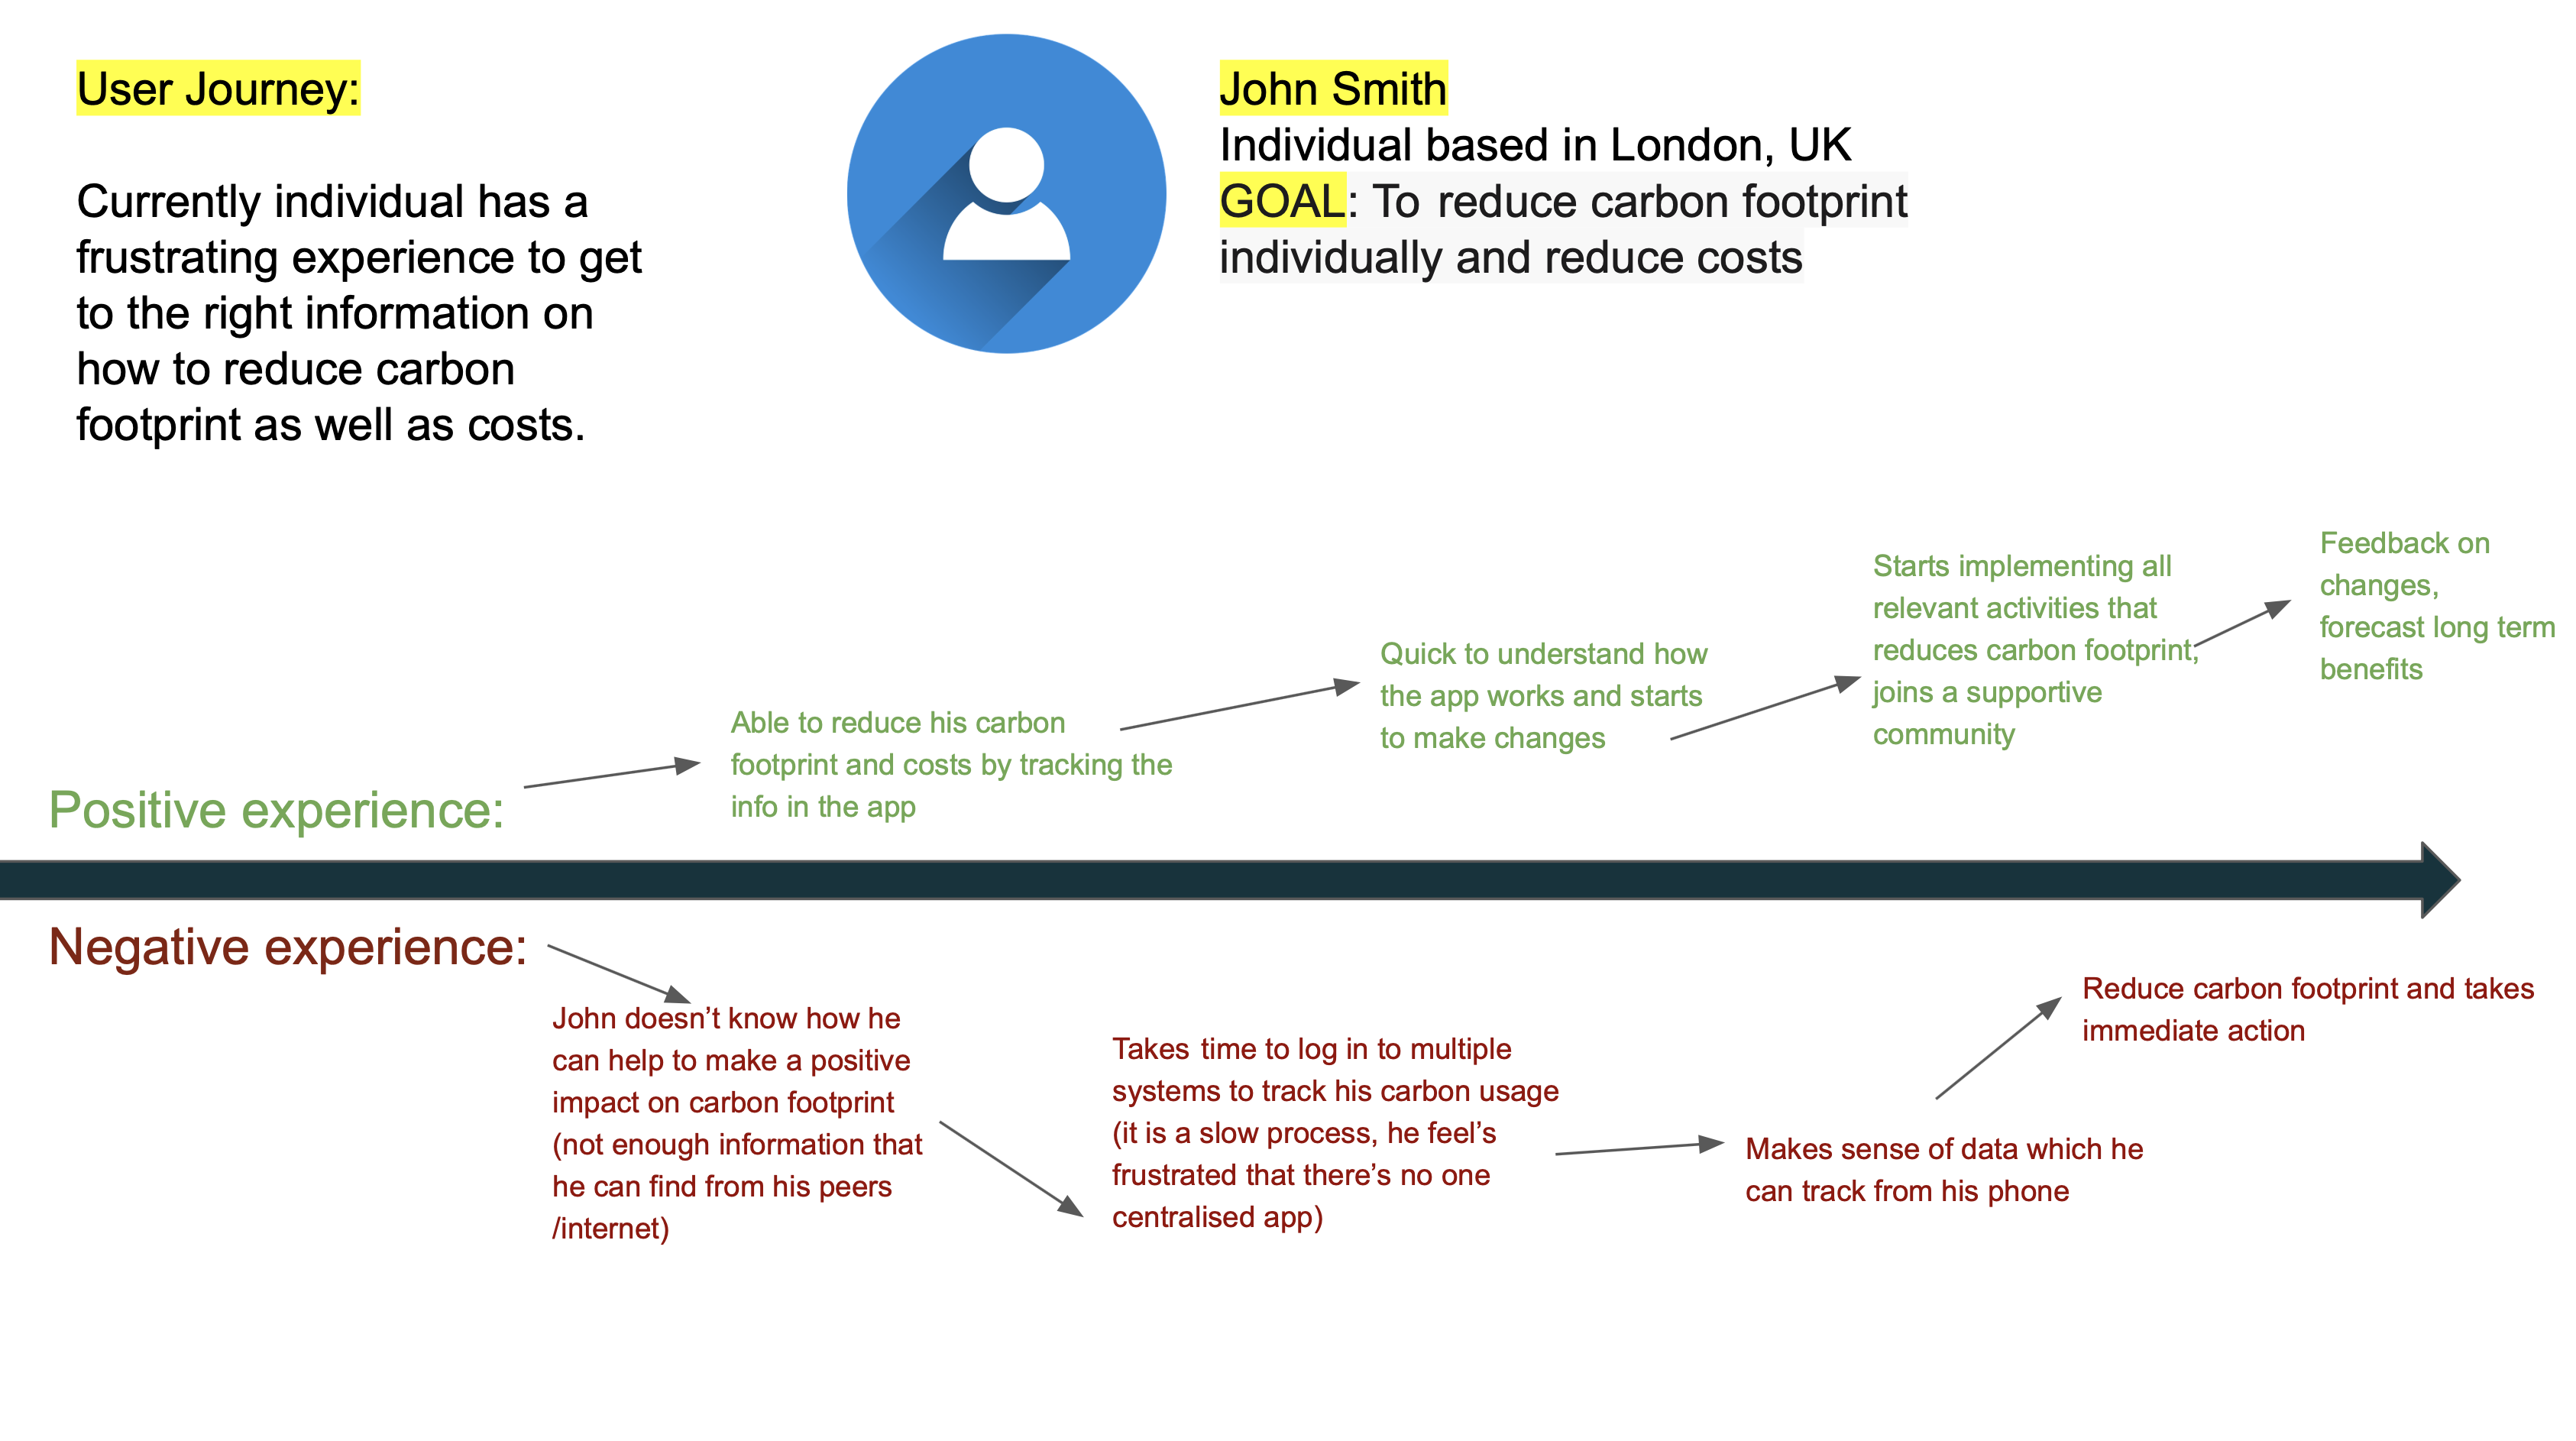 User Journey:
Currently individual has a
frustrating experience to get
to the right information on
how to reduce carbon
footprint as well as costs.
John Smith
Individual based in London, UK
GOAL: To reduce carbon footprint
individually and reduce costs
Positive experience:
Able to reduce his carbon
footprint and costs by tracking the
info in the app
Quick to understand how
the app works and starts
to make changes
Starts implementing all
relevant activities that
reduces carbon footprint,
joins a supportive
community
Feedback on
changes,
forecast long term
benefits
Negative experience:
John doesn’t know how he
can help to make a positive
impact on carbon footprint
(not enough information that
he can find from his peers
/internet)
Takes time to log in to multiple
systems to track his carbon usage
(it is a slow process, he feel’s
frustrated that there’s no one
centralised app)
Makes sense of data which he
can track from his phone
Reduce carbon footprint and takes
immediate action